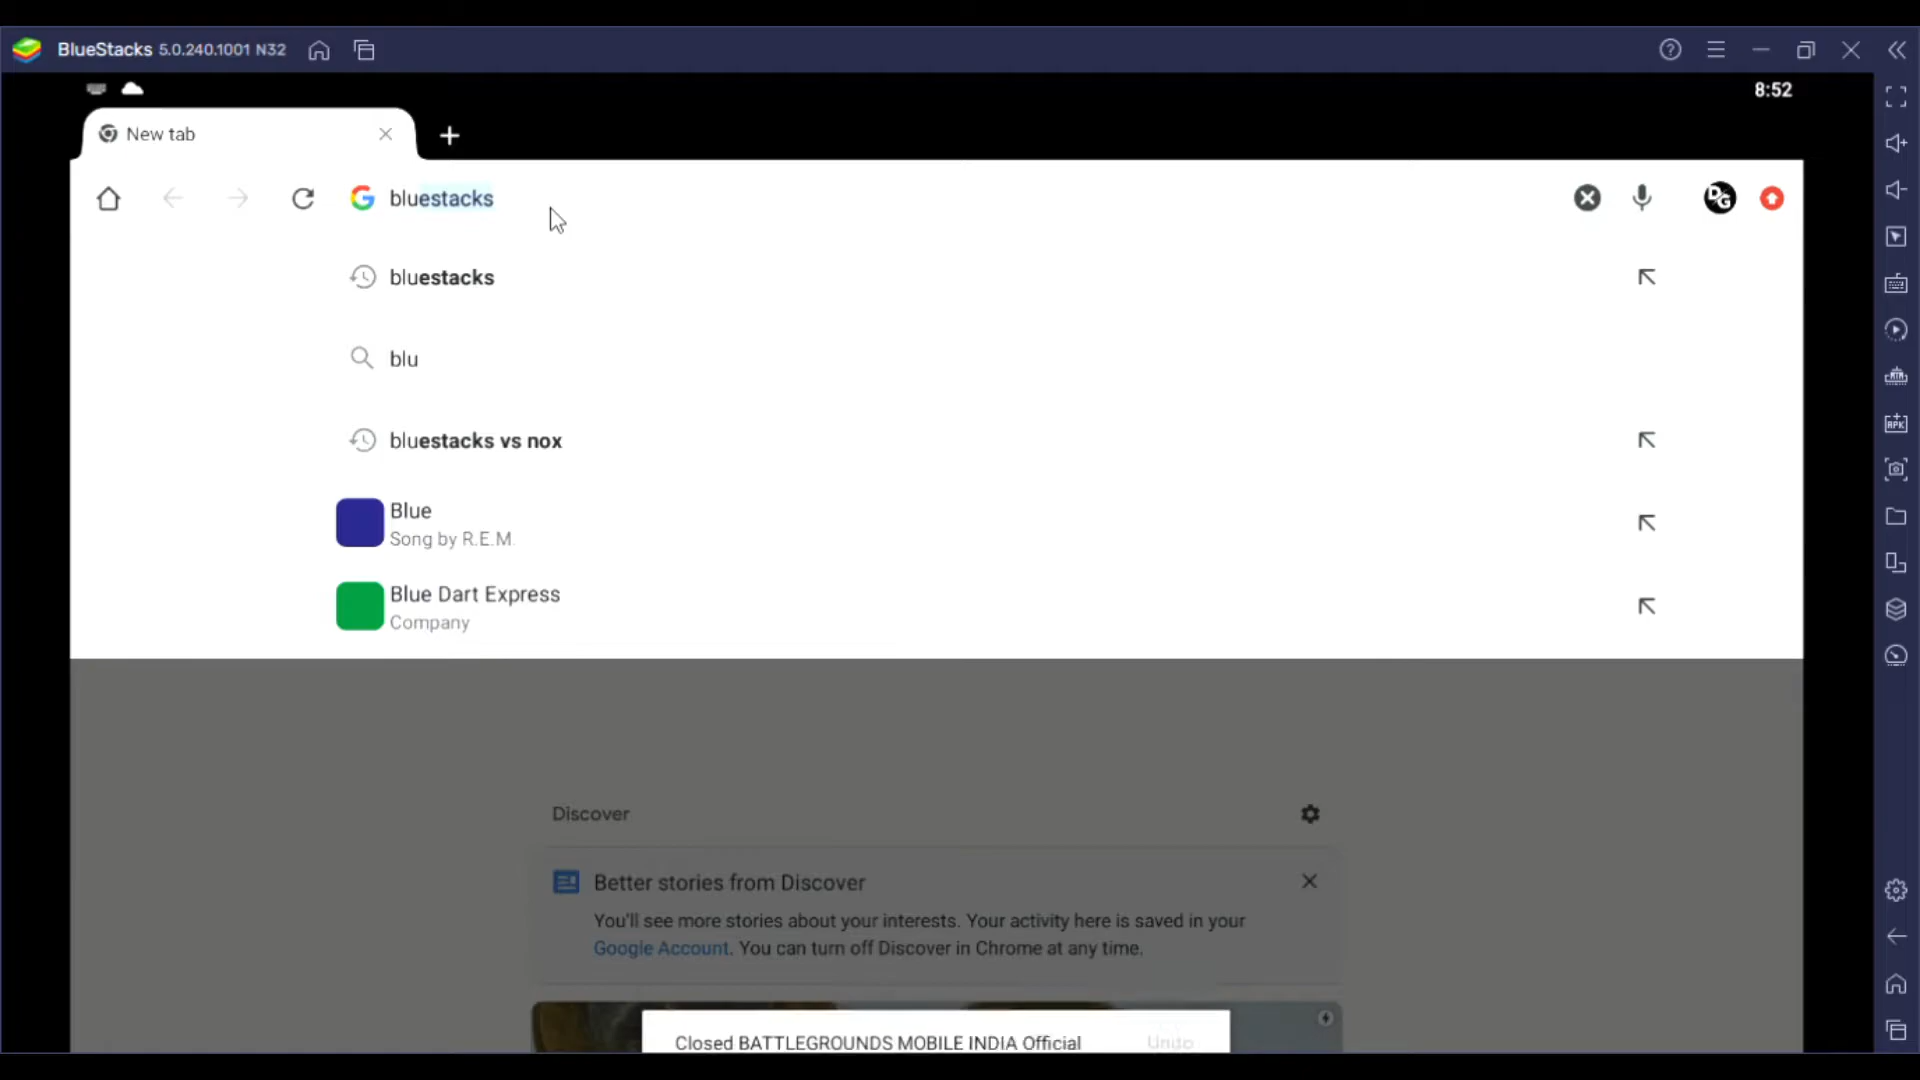 BlueStacks 5.0.240.1001 N32
8:52
New tab
bluestacks
bluestacks
blu
bluestacks vs nox
Blue
Song by R.E.M.
Blue Dart Express
Company
Discover
Better stories from Discover
You'll see more stories about your interests. Your activity here is saved in your
Google Account. You can turn off Discover in Chrome at any time.
Closed BATTLEGROUNDS MOBILE INDIA Official Undo